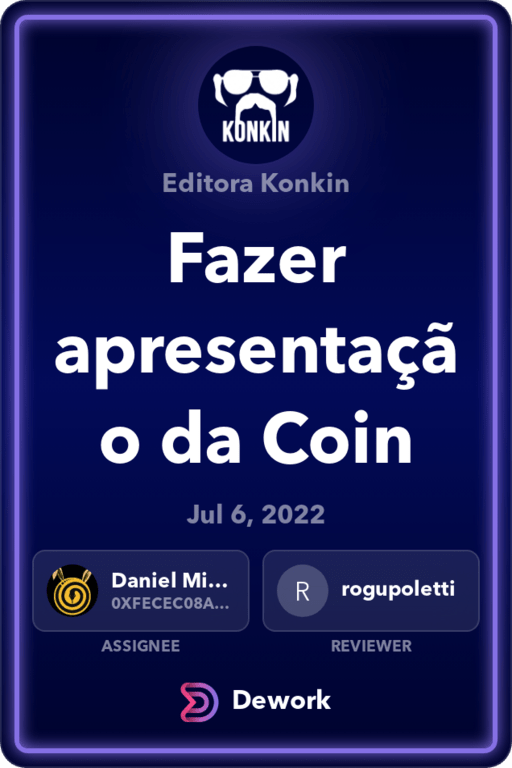 KONKIN
Editora Konkin
Fazer
apresentaçã
o da Coin
Jul 6, 2022
Daniel Mi...
0XFECEC08A...
R
rogupoletti
ASSIGNEE
REVIEWER
Dework